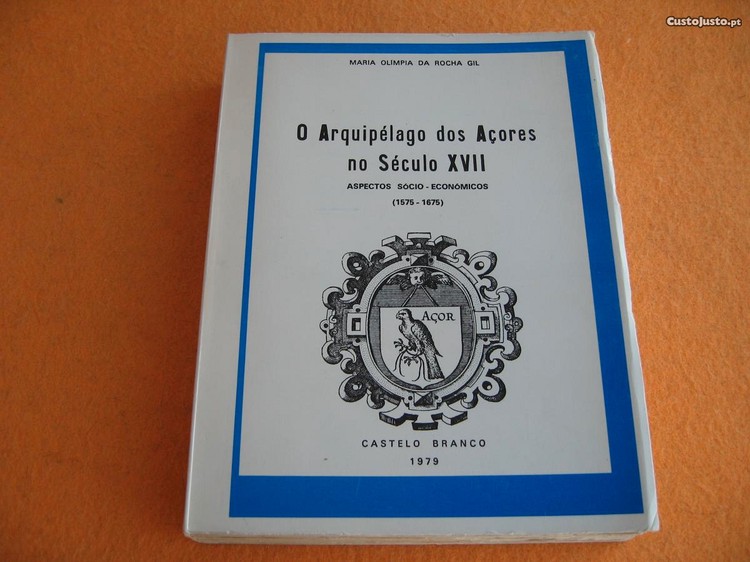 CustoJusto.pt
MARIA OLÍMPIA DA ROCHA GIL
O Arquipélago dos Açores
no Século XVII
ASPECTOS SÓCIO-ECONÓMICOS
(1575-1675)
AÇOR
CASTELO BRANCO
1979